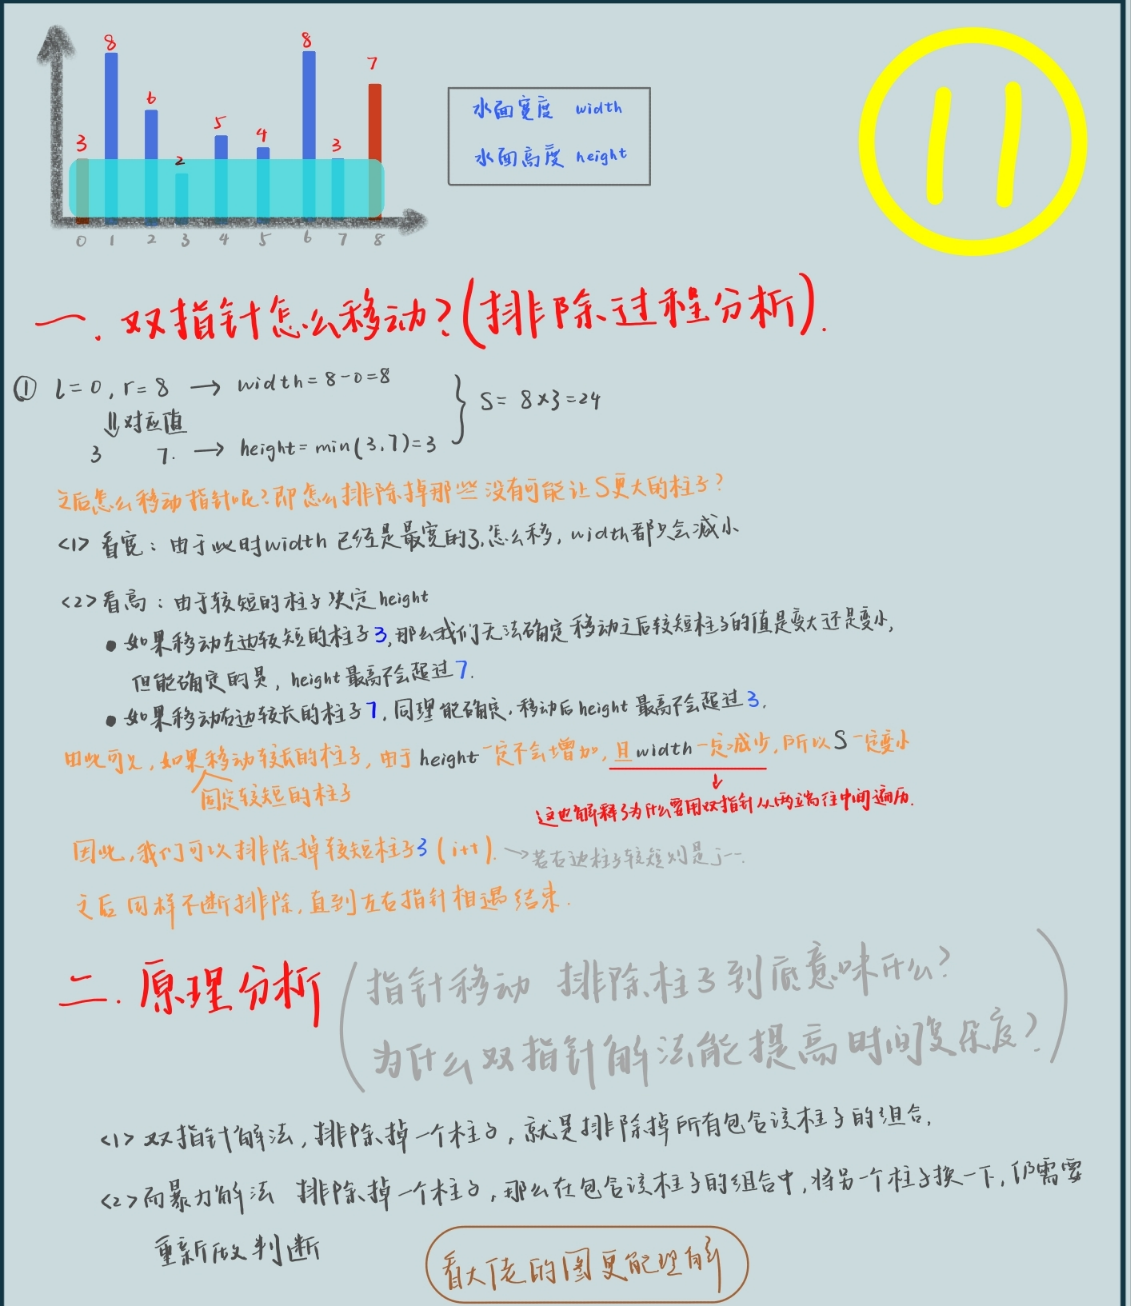 8
8
7
6
5
4
3
3
2
水面宽度 width
水面高度 height
11
0 1 2 3 4 5 6 7 8
一. 双指针怎么移动?(排除过程分析).
① l=0, r=8 → width=8-0=8
S= 8×3=24
⇓对应值
3 7. → height=min(3,7)=3
之后怎么移动指针呢?即怎么排除掉那些没有可能让S更大的柱子?
<1> 看宽: 由于此时width已经是最宽的了,怎么移, width都只会减小
<2> 看高: 由于较短的柱子决定height
• 如果移动左边较短的柱子3,那么我们无法确定移动之后较短柱子的值是变大还是变小,
但能确定的是, height最高不会超过7.
• 如果移动右边较长的柱子7, 同理能确定, 移动后height最高不会超过3.
由此可见, 如果移动较长的柱子, 由于height一定不会增加, 且width一定减少, 所以S一定变小
固定较短的柱子
这也解释了为什么要用双指针从两端往中间遍历.
因此,我们可以排除掉较短柱子3 (i++). →若右边柱子较短则是j--.
之后同样不断排除, 直到左右指针相遇结束.
二. 原理分析 (指针移动 排除柱子到底意味什么?
为什么双指针解法能提高时间复杂度?)
<1> 双指针解法, 排除掉一个柱子, 就是排除掉所有包含该柱子的组合.
<2> 而暴力解法 排除掉一个柱子, 那么在包含该柱子的组合中, 将另一个柱子换一下, 仍需要
重新做判断
看大佬的图更能理解